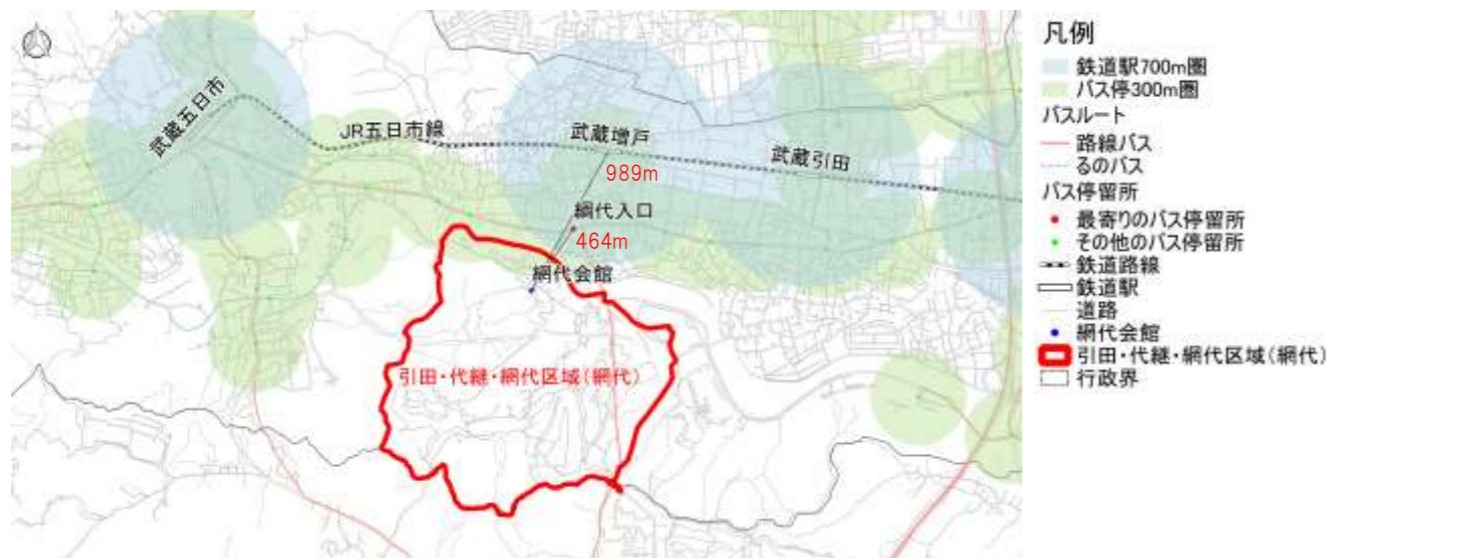 武蔵五日市
JR五日市線
武蔵増戸
武蔵引田
989m
網代入口
464m
網代会館
引田・代継・網代区域(網代)
凡例
鉄道駅700m圏
バス停300m圏
バスルート
路線バス
るのバス
バス停留所
最寄りのバス停留所
その他のバス停留所
鉄道路線
鉄道駅
道路
網代会館
引田・代継・網代区域(網代)
行政界